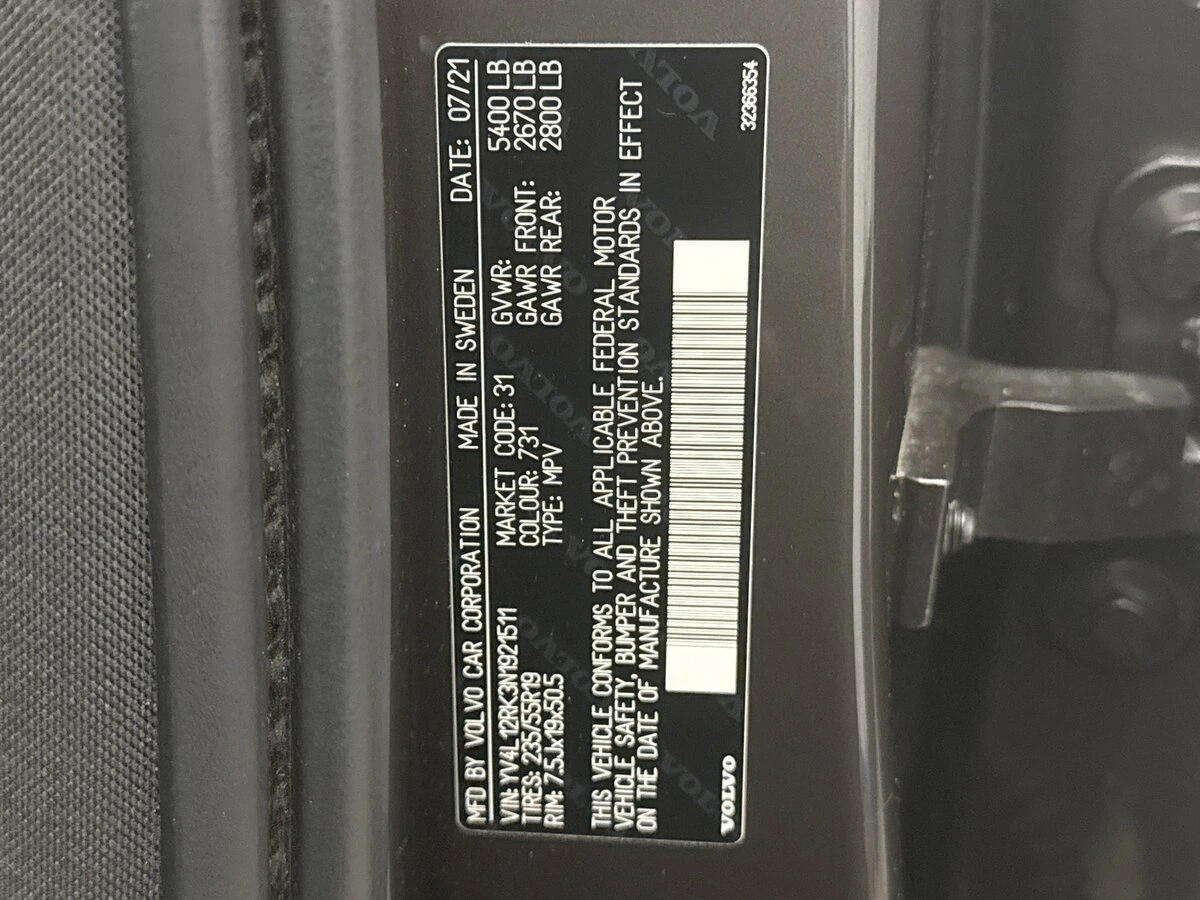 MFD BY VOLVO CAR CORPORATION MADE IN SWEDEN DATE: 07/21
VIN: YV4L12RK3N1921511 MARKET CODE: 31 GVWR: 5400 LB
TIRES: 235/55R19 COLOUR: 731 GAWR FRONT: 2670 LB
RIM: 7.5Jx19x50.5 TYPE: MPV GAWR REAR: 2800 LB
THIS VEHICLE CONFORMS TO ALL APPLICABLE FEDERAL MOTOR
VEHICLE SAFETY, BUMPER AND THEFT PREVENTION STANDARDS IN EFFECT
ON THE DATE OF MANUFACTURE SHOWN ABOVE.
VOLVO 32366354